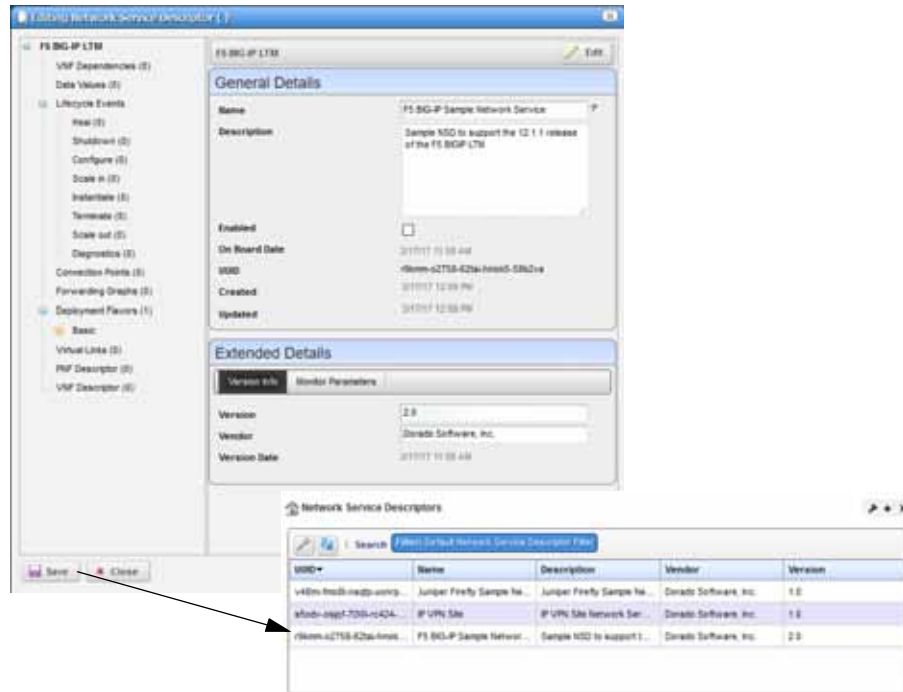 Editing Network Service Descriptor ( )
F5 BIG-IP LTM
VNF Dependencies (0)
Data Values (0)
Lifecycle Events
Heal (0)
Shutdown (0)
Configure (0)
Scale in (0)
Instantiate (0)
Terminate (0)
Scale out (0)
Diagnostics (0)
Connection Points (0)
Forwarding Graphs (0)
Deployment Flavors (1)
Basic
Virtual Links (0)
PNF Descriptor (0)
VNF Descriptor (0)
F5 BIG-IP LTM
Edit
General Details
Name
F5 BIG-IP Sample Network Service
Description
Sample NSD to support the 12.1.1 release
of the F5 BIGIP LTM
Enabled
On Board Date
UUID
Created
Updated
Extended Details
Version Info
Monitor Parameters
Version
2.0
Vendor
Dorado Software, Inc.
Version Date
Save
Close
Network Service Descriptors
Search
Filters Default Network Service Descriptor Filter
UUID
Name
Description
Vendor
Version
Juniper Firefly Sample Ne...
Juniper Firefly Sample Ne...
Dorado Software, Inc.
1.0
IP VPN Site
IP VPN Site Network Ser...
Dorado Software, Inc.
1.0
F5 BIG-IP Sample Networ...
Sample NSD to support t...
Dorado Software, Inc.
2.0